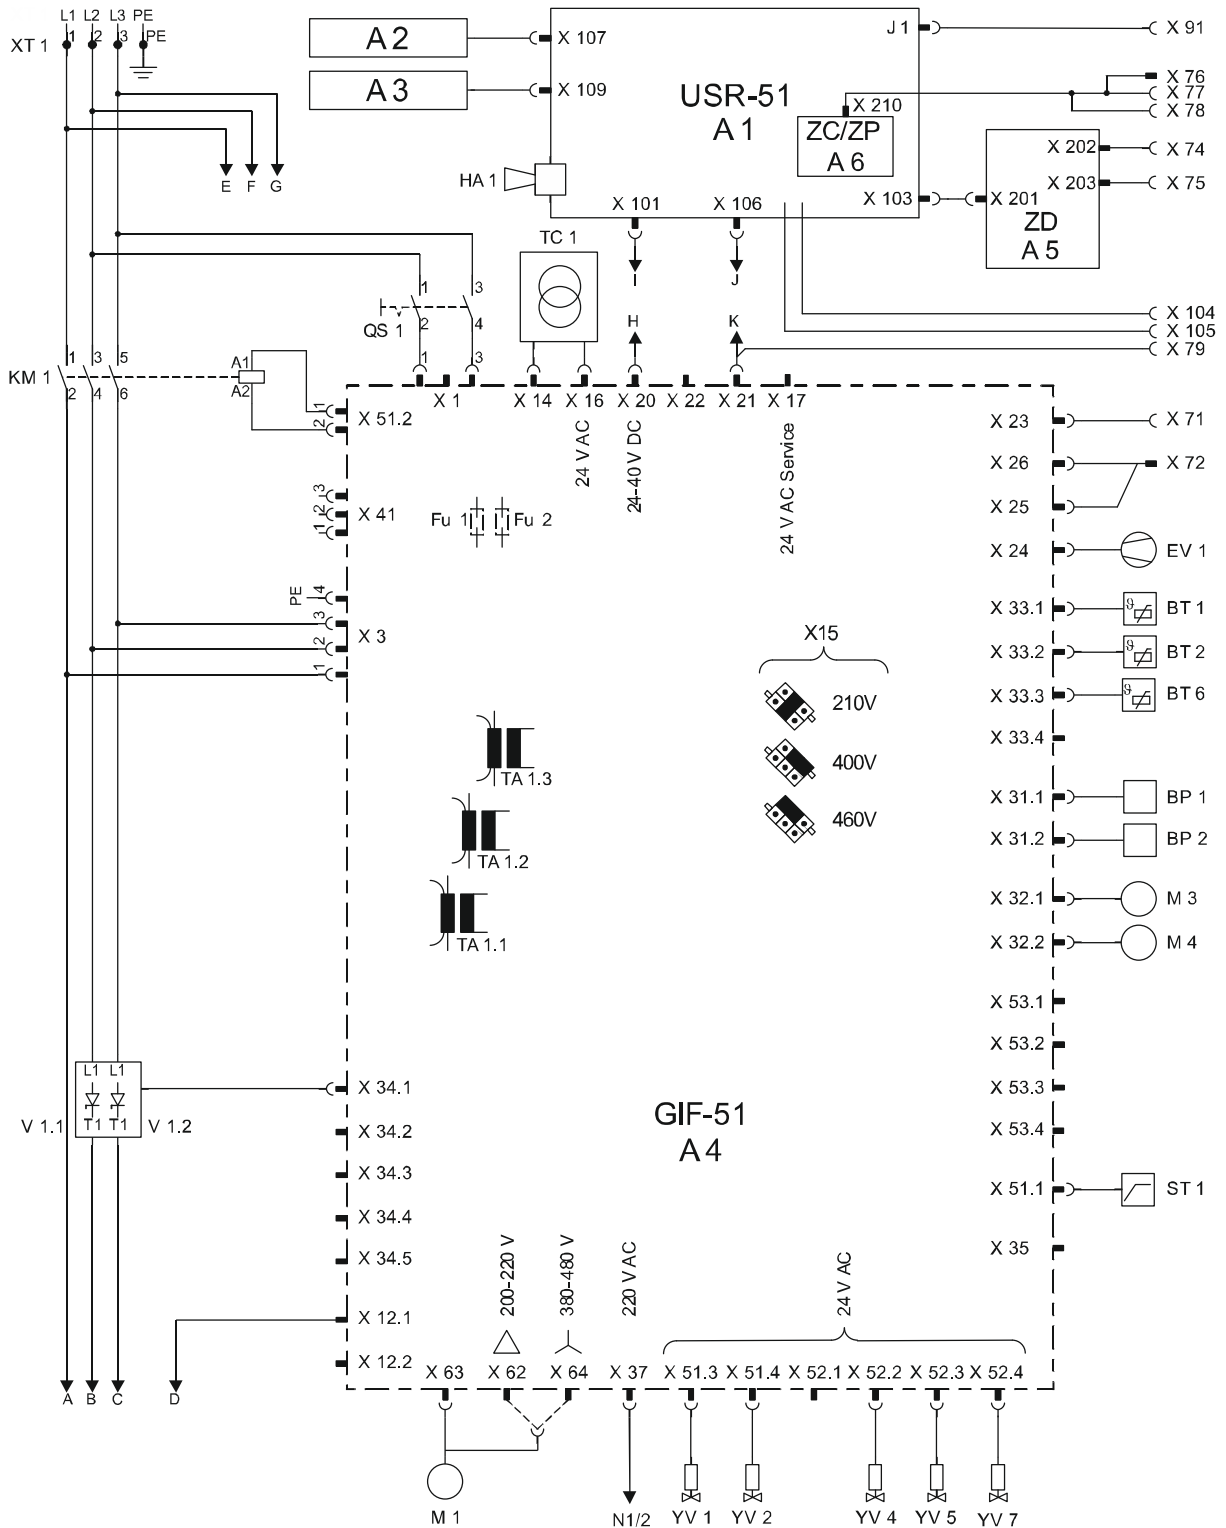 L1 L2 L3 PE
XT 1 1 2 3 PE
A 2 X 107
A 3 X 109
J 1 X 91
USR-51
A 1
X 210
ZC/ZP
A 6
X 76
X 77
X 78
X 202 X 74
X 203 X 75
X 103 X 201
ZD
A 5
E F G
HA 1
X 101 X 106
TC 1
I J
H K
X 104
X 105
X 79
QS 1 1 2 3 4
1 3
KM 1 1 2 3 4 5 6
A1
A2
1
2
X 51.2
X 1 X 14 X 16 X 20 X 22 X 21 X 17
24 V AC
24-40 V DC
24 V AC Service
X 23 X 71
X 26 X 72
X 25
X 24 EV 1
3
2
1
X 41
Fu 1 Fu 2
PE 4
3
2
1
X 3
X 33.1 ϑ BT 1
X 33.2 ϑ BT 2
X 33.3 ϑ BT 6
X 33.4
X15
210V
400V
460V
TA 1.3
TA 1.2
TA 1.1
X 31.1 BP 1
X 31.2 BP 2
X 32.1 M 3
X 32.2 M 4
X 53.1
X 53.2
X 53.3
X 53.4
X 51.1 ST 1
X 35
L1 L1
T1 T1
V 1.1 V 1.2
X 34.1
X 34.2
X 34.3
X 34.4
X 34.5
X 12.1
X 12.2
GIF-51
A 4
200-220 V
380-480 V
220 V AC
24 V AC
X 63 X 62 X 64 X 37 X 51.3 X 51.4 X 52.1 X 52.2 X 52.3 X 52.4
A B C D
M 1 N1/2 YV 1 YV 2 YV 4 YV 5 YV 7